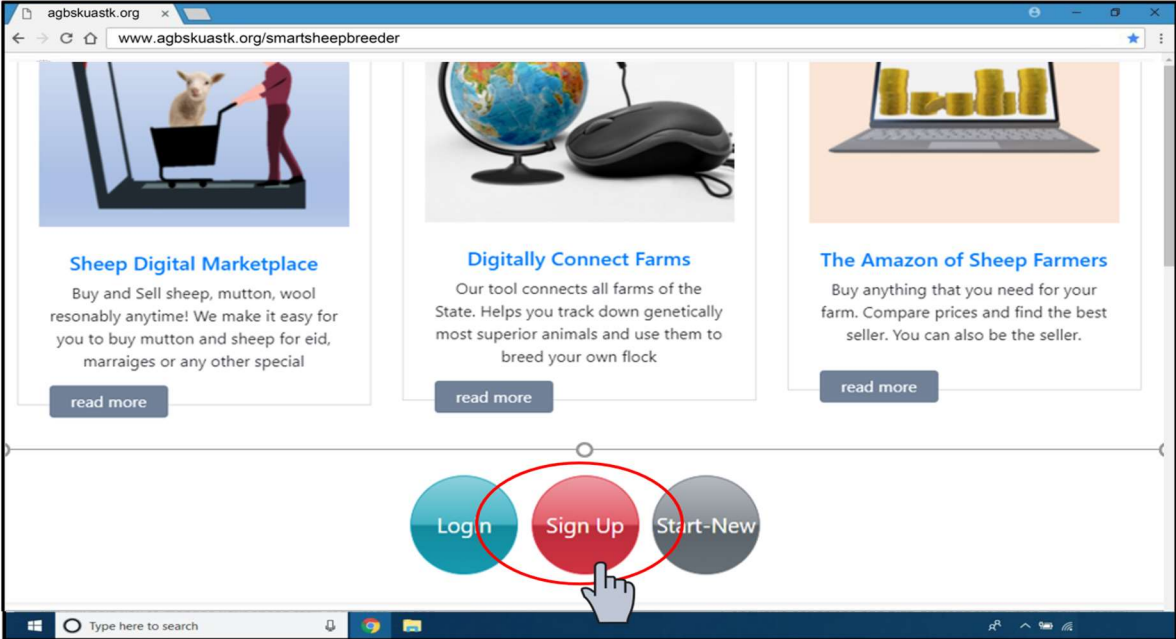 agbskuastk.org
www.agbskuastk.org/smartsheepbreeder
Sheep Digital Marketplace
Buy and Sell sheep, mutton, wool
resonably anytime! We make it easy for
you to buy mutton and sheep for eid,
marraiges or any other special
read more
Digitally Connect Farms
Our tool connects all farms of the
State. Helps you track down genetically
most superior animals and use them to
breed your own flock
read more
The Amazon of Sheep Farmers
Buy anything that you need for your
farm. Compare prices and find the best
seller. You can also be the seller.
read more
Login
Sign Up
Start-New
Type here to search